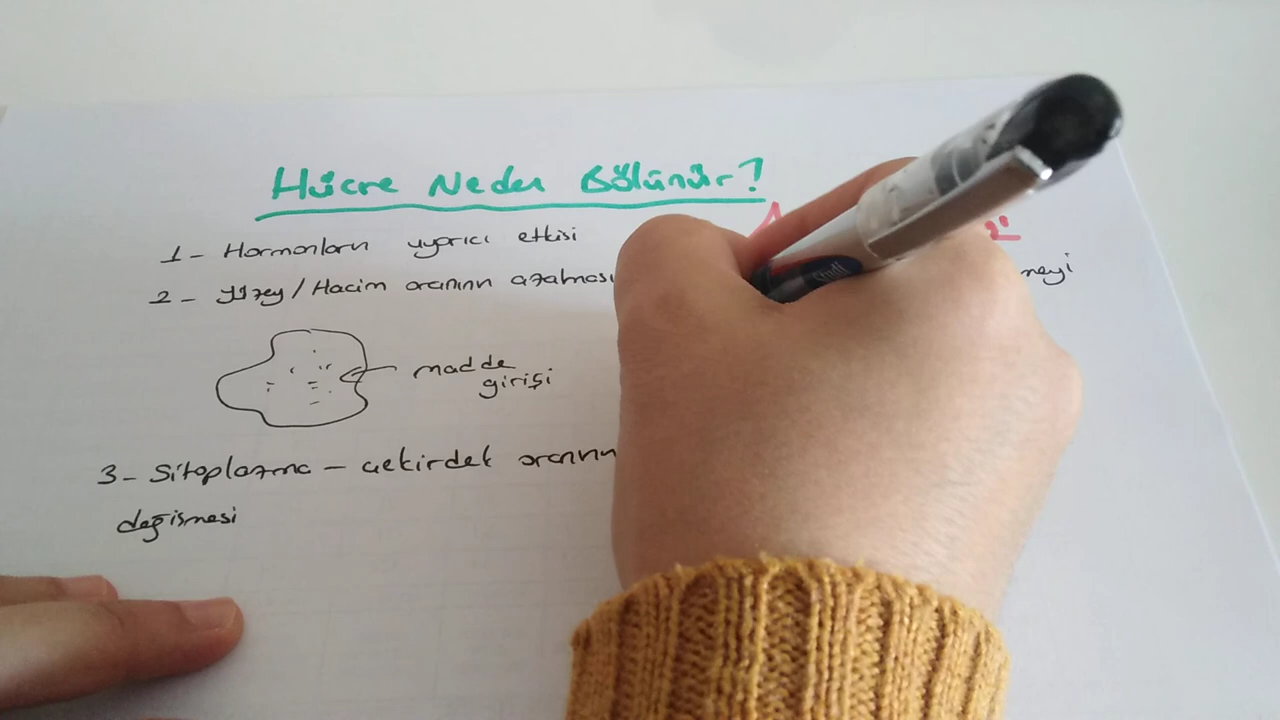 Hücre Neden Bölünür?
1- Hormonların uyarıcı etkisi
2- Yüzey/Hacim oranının azalması
madde
girişi
3- Sitoplazma - çekirdek oranının
değişmesi